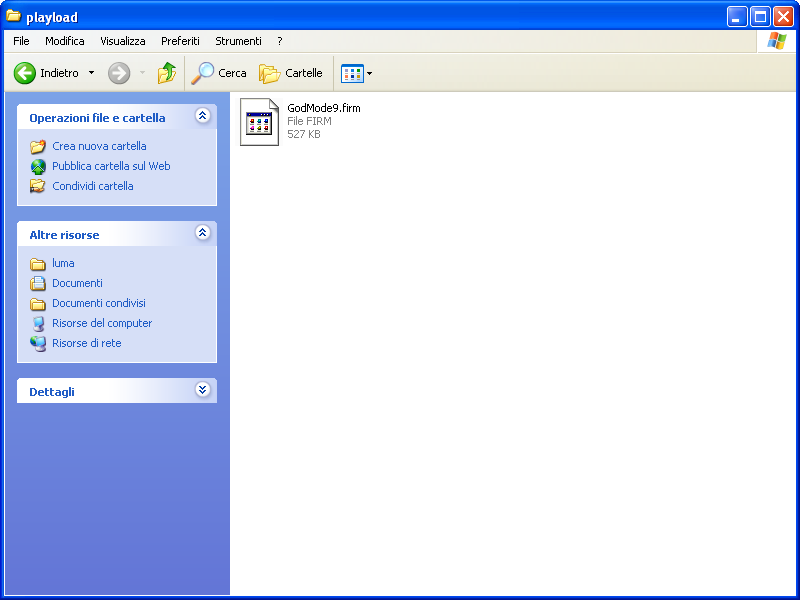 playload
File Modifica Visualizza Preferiti Strumenti ?
Indietro Cerca Cartelle
Operazioni file e cartella
Crea nuova cartella
Pubblica cartella sul Web
Condividi cartella
Altre risorse
luma
Documenti
Documenti condivisi
Risorse del computer
Risorse di rete
Dettagli
GodMode9.firm
File FIRM
527 KB